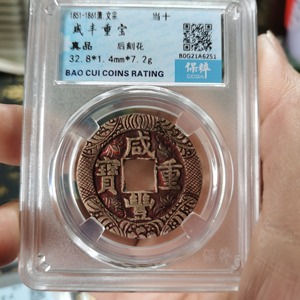 1851-1861清·文宗 当十
咸丰重宝
真品 后刻花
32.8*1.4mm*7.2g
BAO CUI COINS RATING
BDG21A6251
保粹
咸
寶 重
豐